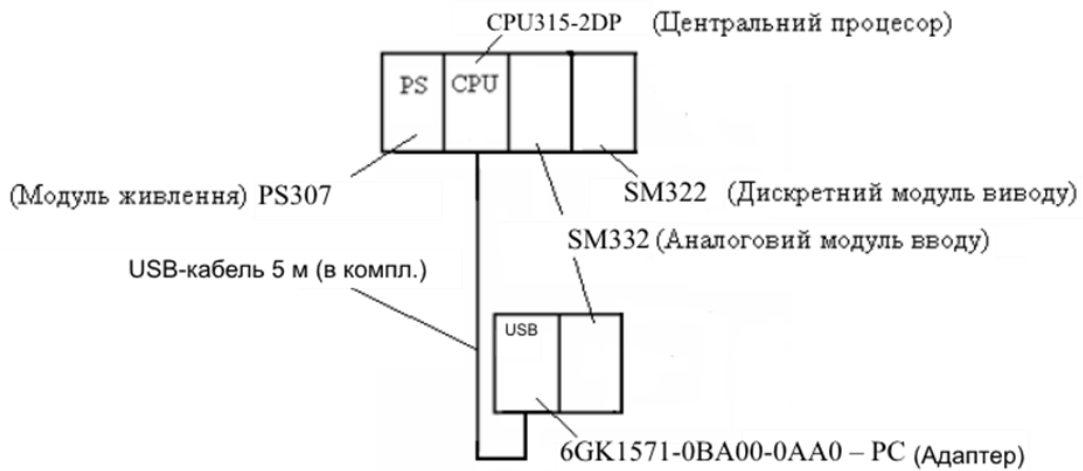 CPU315-2DP (Центральний процесор)
PS CPU
(Модуль живлення) PS307
SM322 (Дискретний модуль виводу)
SM332 (Аналоговий модуль вводу)
USB-кабель 5 м (в компл.)
USB
6GK1571-0BA00-0AA0 – PC (Адаптер)